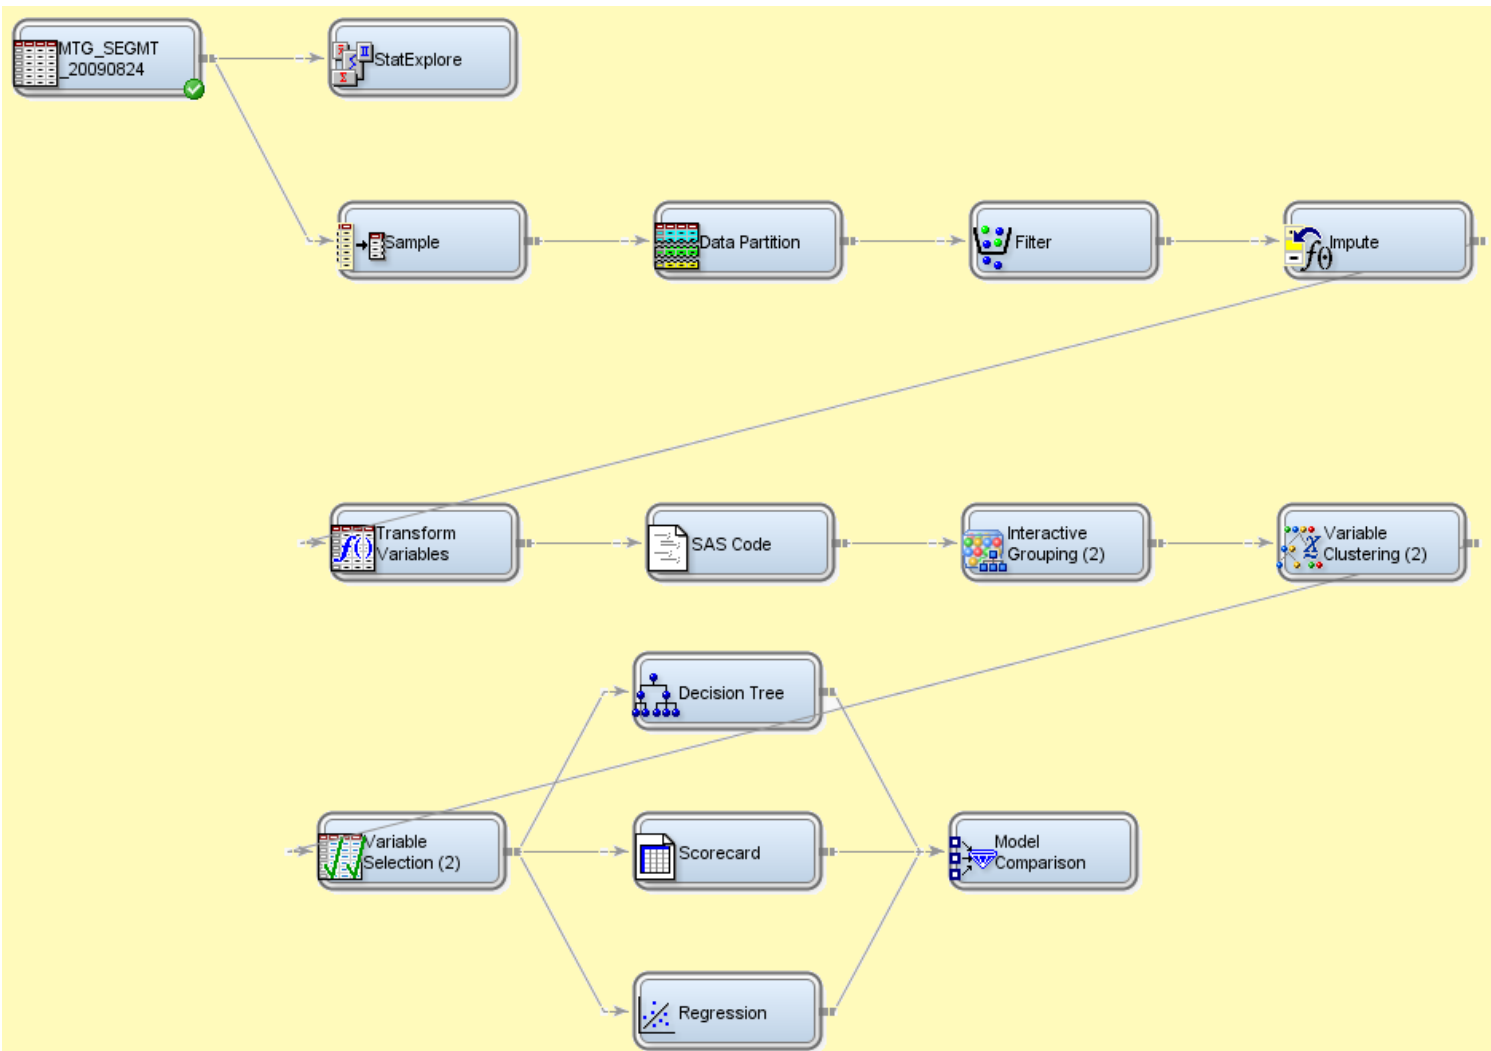 MTG_SEGMT
_20090824
StatExplore
Sample
Data Partition
Filter
Impute
Transform
Variables
SAS Code
Interactive
Grouping (2)
Variable
Clustering (2)
Decision Tree
Variable
Selection (2)
Scorecard
Model
Comparison
Regression